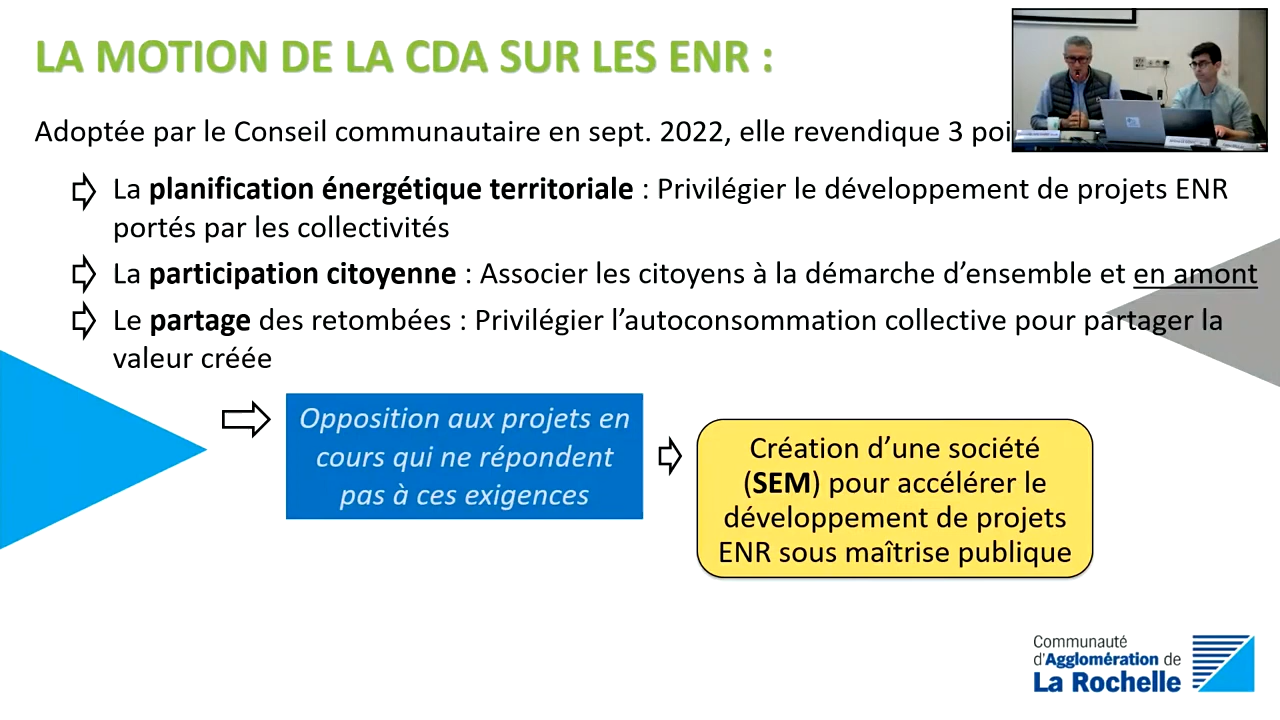 LA MOTION DE LA CDA SUR LES ENR :
Adoptée par le Conseil communautaire en sept. 2022, elle revendique 3
La planification énergétique territoriale : Privilégier le développement de projets ENR
portés par les collectivités
La participation citoyenne : Associer les citoyens à la démarche d'ensemble et en amont
Le partage des retombées : Privilégier l'autoconsommation collective pour partager la
valeur créée
Opposition aux projets en
cours qui ne répondent
pas à ces exigences
Création d'une société
(SEM) pour accélérer le
développement de projets
ENR sous maîtrise publique
Communauté
d'Agglomération de
La Rochelle